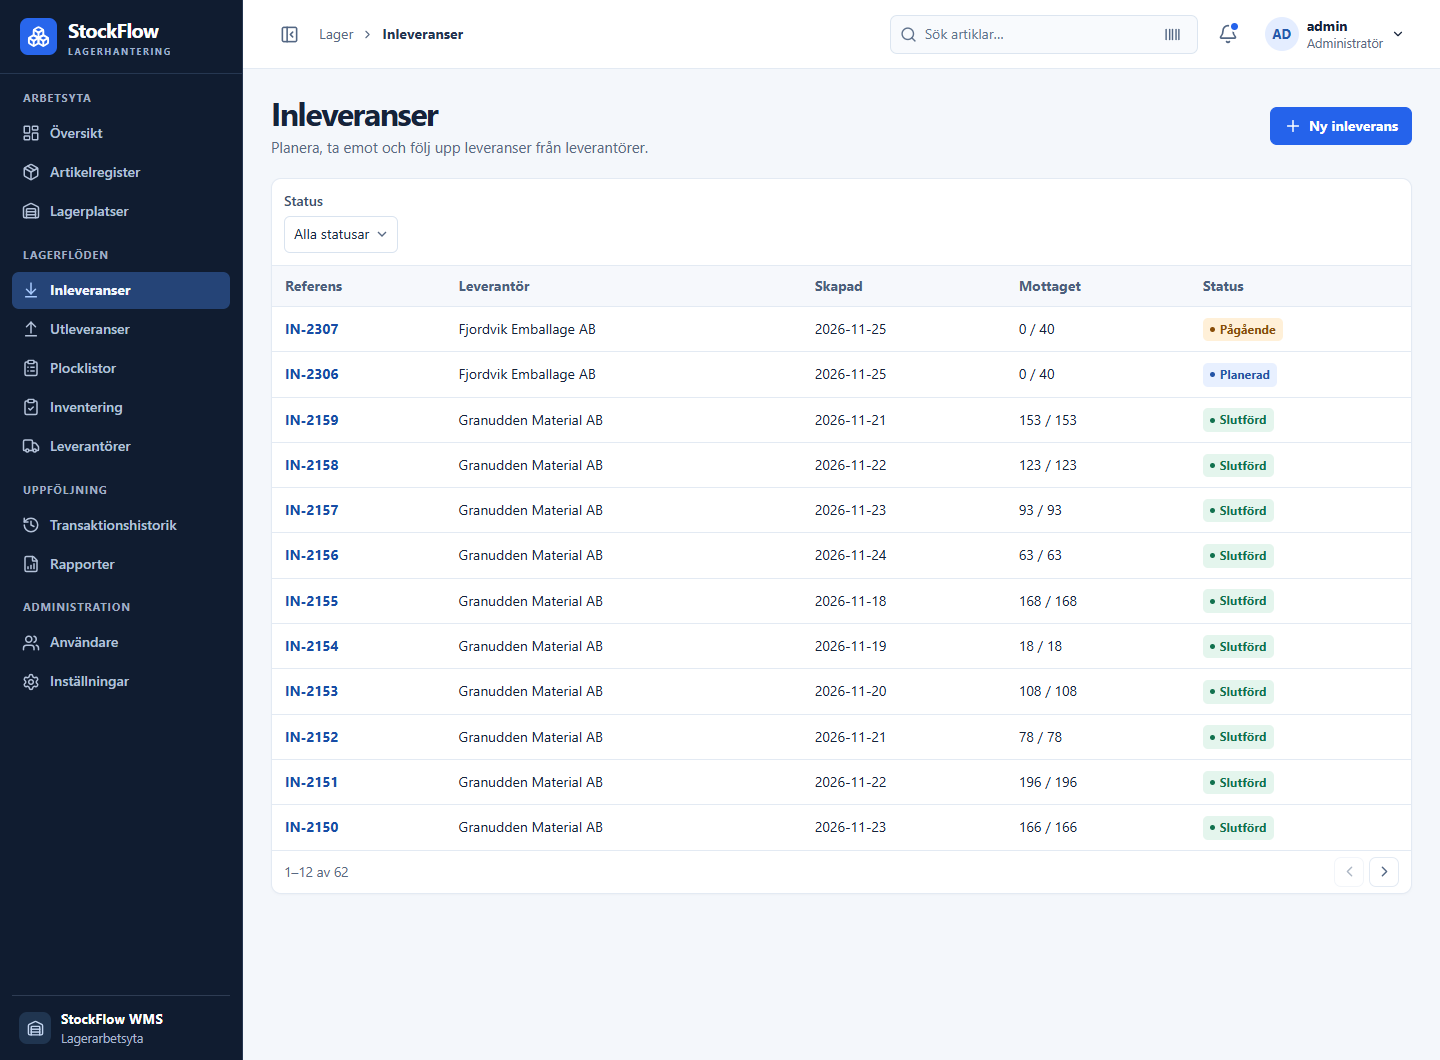 StockFlow
LAGERHANTERING
ARBETSYTA
Översikt
Artikelregister
Lagerplatser
LAGERFLÖDEN
Inleveranser
Utleveranser
Plocklistor
Inventering
Leverantörer
UPPFÖLJNING
Transaktionshistorik
Rapporter
ADMINISTRATION
Användare
Inställningar
StockFlow WMS
Lagerarbetsyta
Lager > Inleveranser
Sök artiklar...
AD
admin
Administratör
Inleveranser
Planera, ta emot och följ upp leveranser från leverantörer.
+ Ny inleverans
Status
Alla statusar
Referens Leverantör Skapad Mottaget Status
IN-2307 Fjordvik Emballage AB 2026-11-25 0 / 40 Pågående
IN-2306 Fjordvik Emballage AB 2026-11-25 0 / 40 Planerad
IN-2159 Granudden Material AB 2026-11-21 153 / 153 Slutförd
IN-2158 Granudden Material AB 2026-11-22 123 / 123 Slutförd
IN-2157 Granudden Material AB 2026-11-23 93 / 93 Slutförd
IN-2156 Granudden Material AB 2026-11-24 63 / 63 Slutförd
IN-2155 Granudden Material AB 2026-11-18 168 / 168 Slutförd
IN-2154 Granudden Material AB 2026-11-19 18 / 18 Slutförd
IN-2153 Granudden Material AB 2026-11-20 108 / 108 Slutförd
IN-2152 Granudden Material AB 2026-11-21 78 / 78 Slutförd
IN-2151 Granudden Material AB 2026-11-22 196 / 196 Slutförd
IN-2150 Granudden Material AB 2026-11-23 166 / 166 Slutförd
1–12 av 62